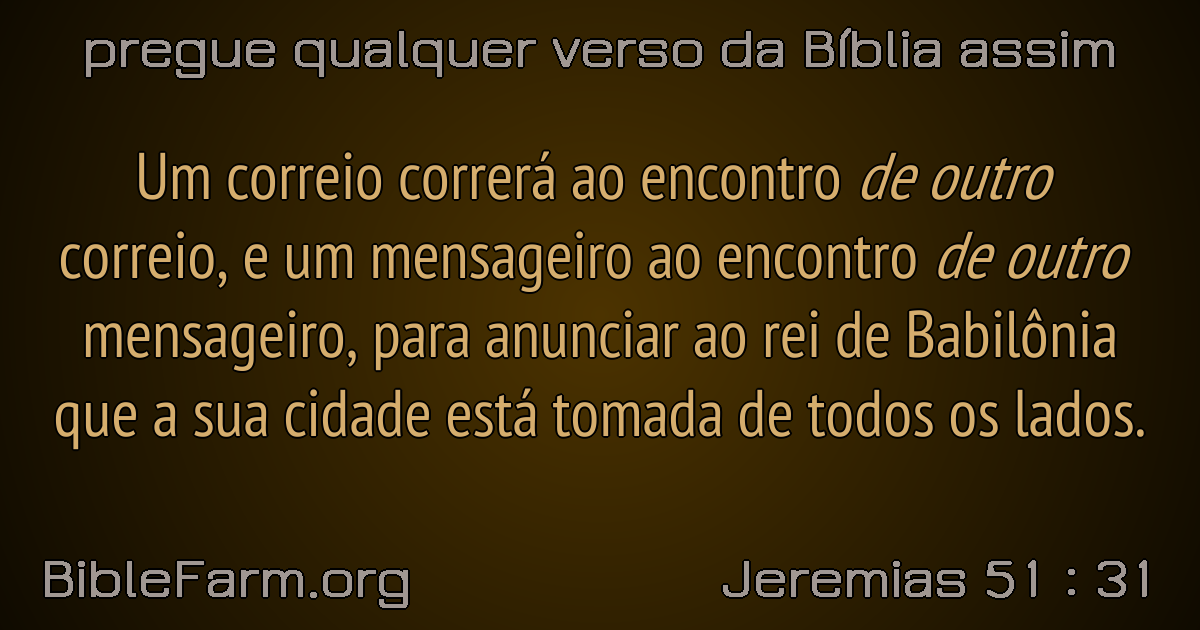 pregue qualquer verso da Bíblia assim
Um correio correrá ao encontro de outro
correio, e um mensageiro ao encontro de outro
mensageiro, para anunciar ao rei de Babilônia
que a sua cidade está tomada de todos os lados.
BibleFarm.org
Jeremias 51 : 31